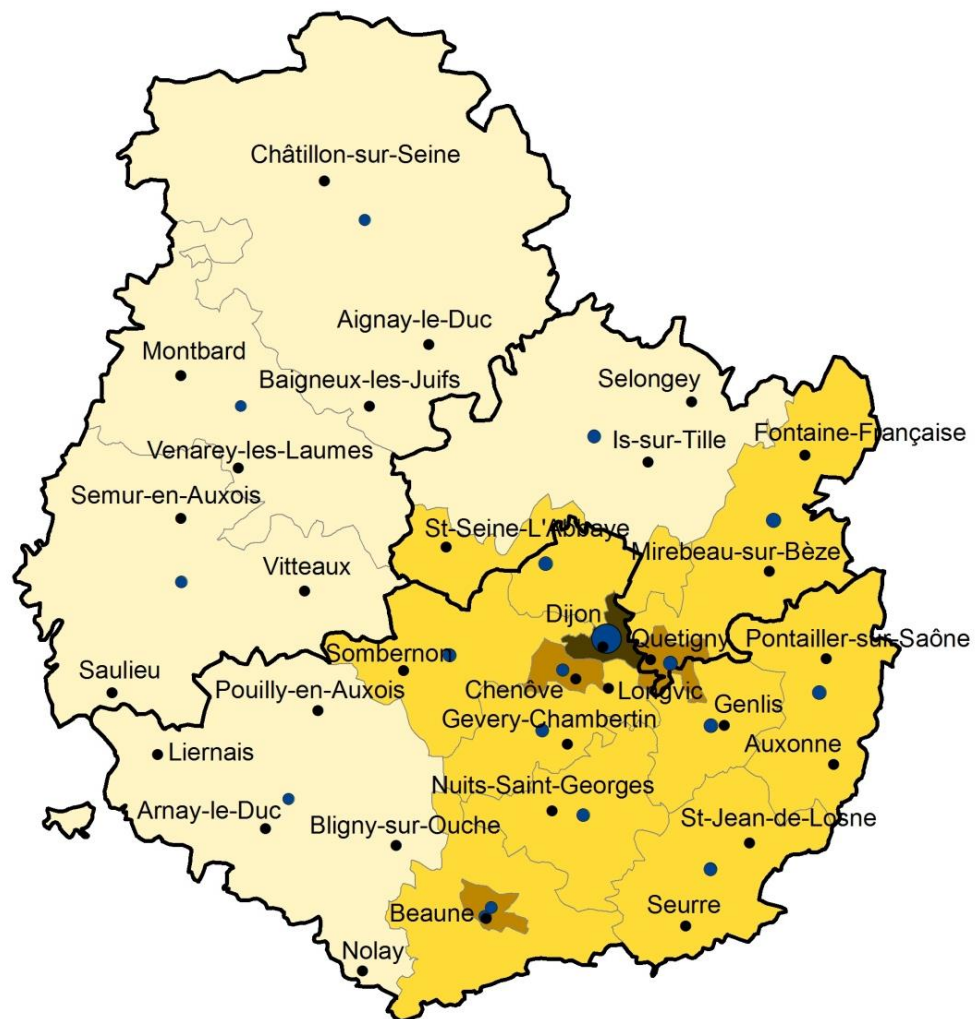 Châtillon-sur-Seine
Aignay-le-Duc
Montbard
Baigneux-les-Juifs
Selongey
Is-sur-Tille
Fontaine-Française
Venarey-les-Laumes
Semur-en-Auxois
St-Seine-L'Abbaye
Mirebeau-sur-Bèze
Vitteaux
Dijon
Quetigny
Pontailler-sur-Saône
Sombernon
Saulieu
Pouilly-en-Auxois
Chenôve
Longvic
Genlis
Gevery-Chambertin
Liernais
Auxonne
Nuits-Saint-Georges
Arnay-le-Duc
Bligny-sur-Ouche
St-Jean-de-Losne
Beaune
Seurre
Nolay